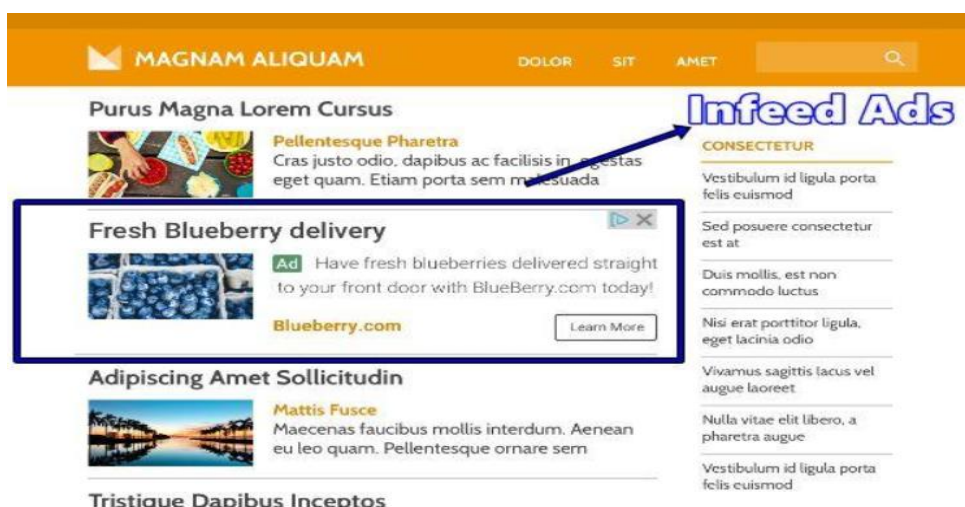 MAGNAM ALIQUAM
DOLOR SIT AMET
Purus Magna Lorem Cursus
Pellentesque Pharetra
Cras justo odio, dapibus ac facilisis in, egestas
eget quam. Etiam porta sem malesuada
Fresh Blueberry delivery
Ad Have fresh blueberries delivered straight
to your front door with BlueBerry.com today!
Blueberry.com
Learn More
Adipiscing Amet Sollicitudin
Mattis Fusce
Maecenas faucibus mollis interdum. Aenean
eu leo quam. Pellentesque ornare sem
Tristique Dapibus Inceptos
Infeed Ads
CONSECTETUR
Vestibulum id ligula porta
felis euismod
Sed posuere consectetur
est at
Duis mollis, est non
commodo luctus
Nisi erat porttitor ligula,
eget lacinia odio
Vivamus sagittis lacus vel
augue laoreet
Nulla vitae elit libero, a
pharetra augue
Vestibulum id ligula porta
felis euismod